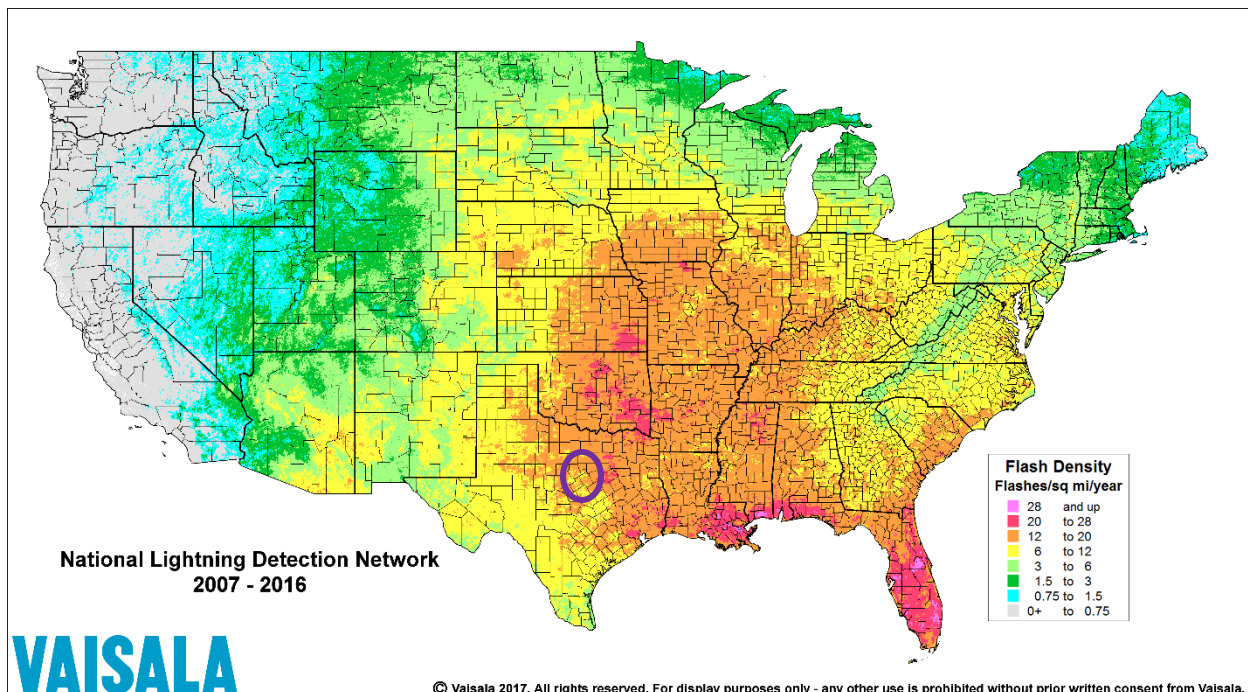 Flash Density
Flashes/sq mi/year
28 and up
20 to 28
12 to 20
6 to 12
3 to 6
1.5 to 3
0.75 to 1.5
0+ to 0.75
National Lightning Detection Network
2007 - 2016
VAISALA
© Vaisala 2017. All rights reserved. For display purposes only - any other use is prohibited without prior written consent from Vaisala.